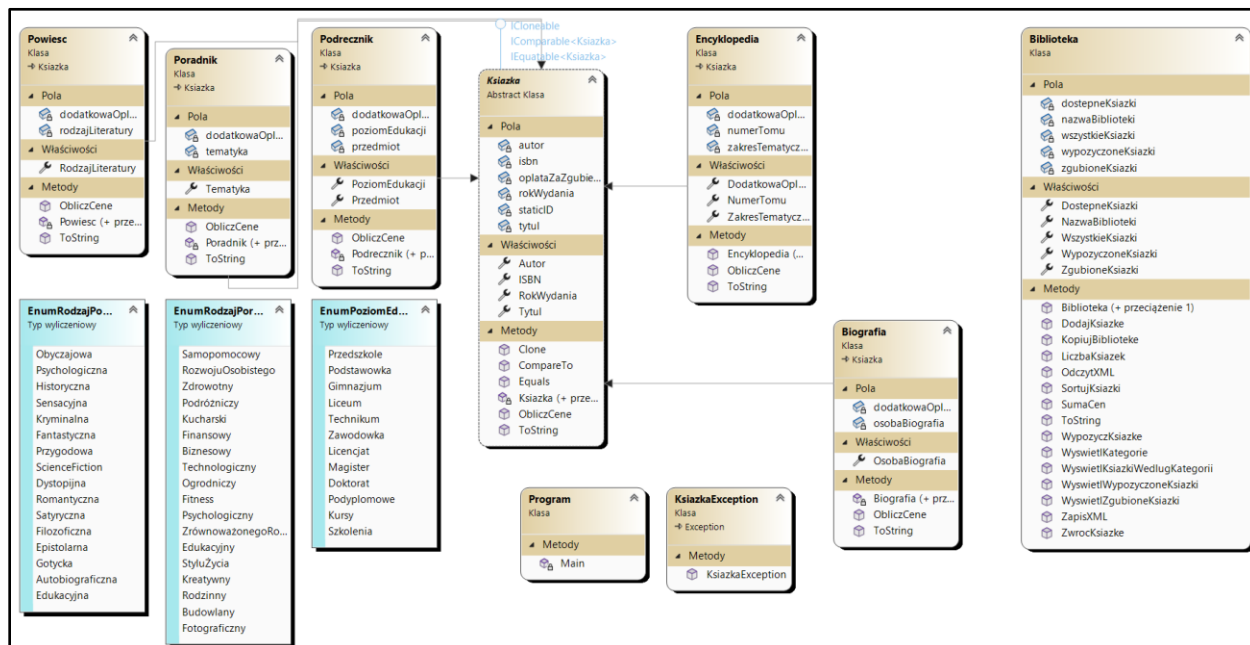 Powiesc
Klasa
Ksiazka
Pola
dodatkowaOpl...
rodzajLiteratury
Właściwości
RodzajLiteratury
Metody
ObliczCene
Powiesc (+ prze...
ToString
Poradnik
Klasa
Ksiazka
Pola
dodatkowaOpl...
tematyka
Właściwości
Tematyka
Metody
ObliczCene
Poradnik (+ prz...
ToString
Podrecznik
Klasa
Ksiazka
Pola
dodatkowaOpl...
poziomEdukacji
przedmiot
Właściwości
PoziomEdukacji
Przedmiot
Metody
ObliczCene
Podrecznik (+ p...
ToString
ICloneable
IComparable<Ksiazka>
IEquatable<Ksiazka>
Ksiazka
Abstract Klasa
Pola
autor
isbn
oplataZaZgubie...
rokWydania
staticID
tytul
Właściwości
Autor
ISBN
RokWydania
Tytul
Metody
Clone
CompareTo
Equals
Ksiazka (+ prze...
ObliczCene
ToString
Encyklopedia
Klasa
Ksiazka
Pola
dodatkowaOpl...
numerTomu
zakresTematycz...
Właściwości
DodatkowaOpl...
NumerTomu
ZakresTematycz...
Metody
Encyklopedia (...
ObliczCene
ToString
Biografia
Klasa
Ksiazka
Pola
dodatkowaOpl...
osobaBiografia
Właściwości
OsobaBiografia
Metody
Biografia (+ prz...
ObliczCene
ToString
Biblioteka
Klasa
Pola
dostepneKsiazki
nazwaBiblioteki
wszystkieKsiazki
wypozyczoneKsiazki
zgubioneKsiazki
Właściwości
DostepneKsiazki
NazwaBiblioteki
WszystkieKsiazki
WypozyczoneKsiazki
ZgubioneKsiazki
Metody
Biblioteka (+ przeciążenie 1)
DodajKsiazke
KopiujBiblioteke
LiczbaKsiazek
OdczytXML
SortujKsiazki
SumaCen
ToString
WypozyczKsiazke
WyswietlKategorie
WyswietlKsiazkiWedlugKategorii
WyswietlWypozyczoneKsiazki
WyswietlZgubioneKsiazki
ZapisXML
ZwrocKsiazke
EnumRodzajPo...
Typ wyliczeniowy
Obyczajowa
Psychologiczna
Historyczna
Sensacyjna
Kryminalna
Fantastyczna
Przygodowa
ScienceFiction
Dystopijna
Romantyczna
Satyryczna
Filozoficzna
Epistolarna
Gotycka
Autobiograficzna
Edukacyjna
EnumRodzajPor...
Typ wyliczeniowy
Samopomocowy
RozwojuOsobistego
Zdrowotny
Podróżniczy
Kucharski
Finansowy
Biznesowy
Technologiczny
Ogrodniczy
Fitness
Psychologiczny
ZrównoważonegoRo...
Edukacyjny
StyluŻycia
Kreatywny
Rodzinny
Budowlany
Fotograficzny
EnumPoziomEd...
Typ wyliczeniowy
Przedszkole
Podstawowka
Gimnazjum
Liceum
Technikum
Zawodowka
Licencjat
Magister
Doktorat
Podyplomowe
Kursy
Szkolenia
Program
Klasa
Metody
Main
KsiazkaException
Klasa
Exception
Metody
KsiazkaException